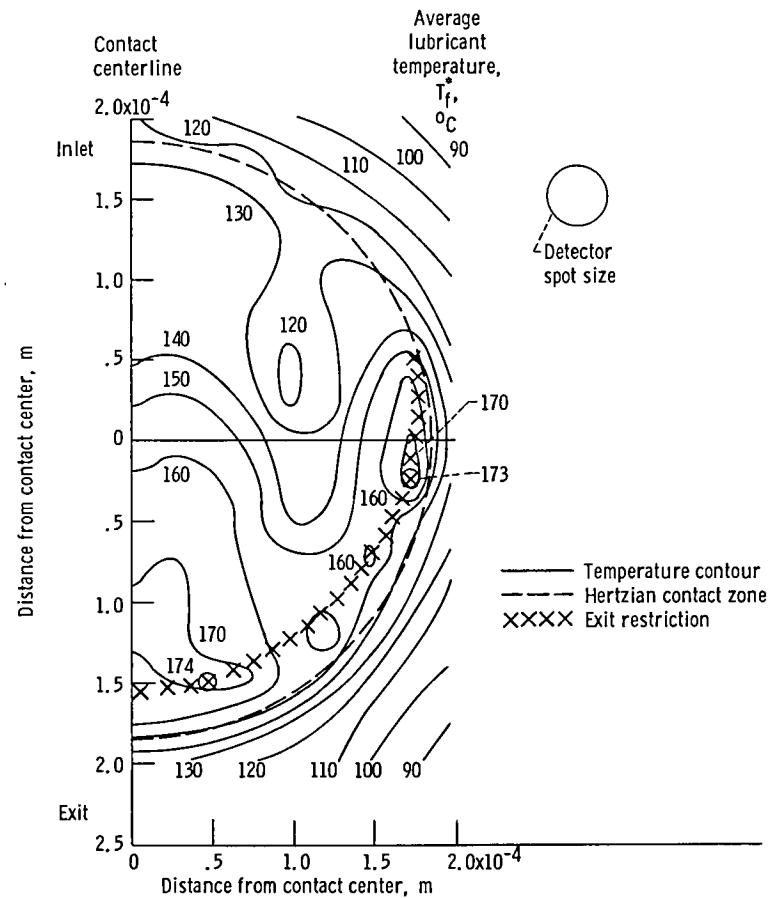 Average
lubricant
temperature,
T*f,
°C
Contact
centerline
2.0x10-4
Inlet
120
110
100
90
1.5
130
Detector
spot size
1.0
120
140
.5
150
170
0
173
160
160
.5
160
Distance from contact center, m
Temperature contour
Hertzian contact zone
XXXX Exit restriction
1.0
170
174
1.5
2.0
130
120
110
100
90
Exit
2.5
0
.5
1.0
1.5
2.0x10-4
Distance from contact center, m